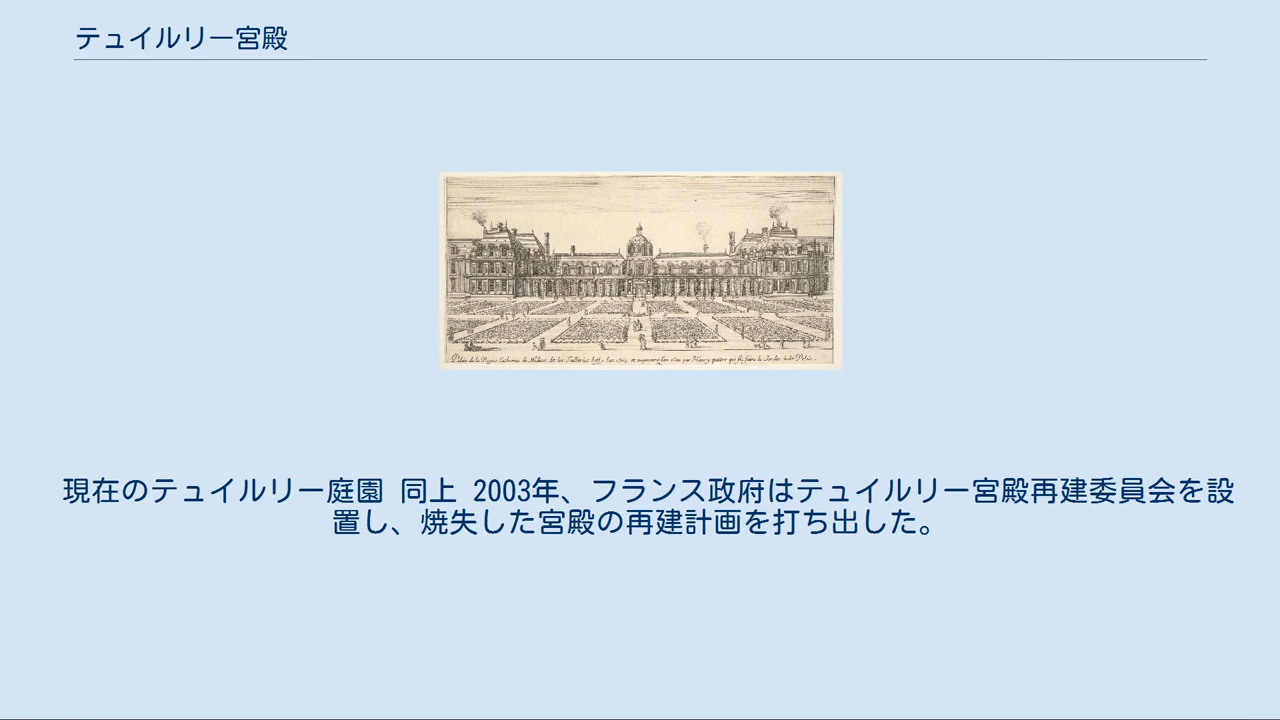 テュイルリー宮殿
現在のテュイルリー庭園 同上 2003年、フランス政府はテュイルリー宮殿再建委員会を設
置し、焼失した宮殿の再建計画を打ち出した。